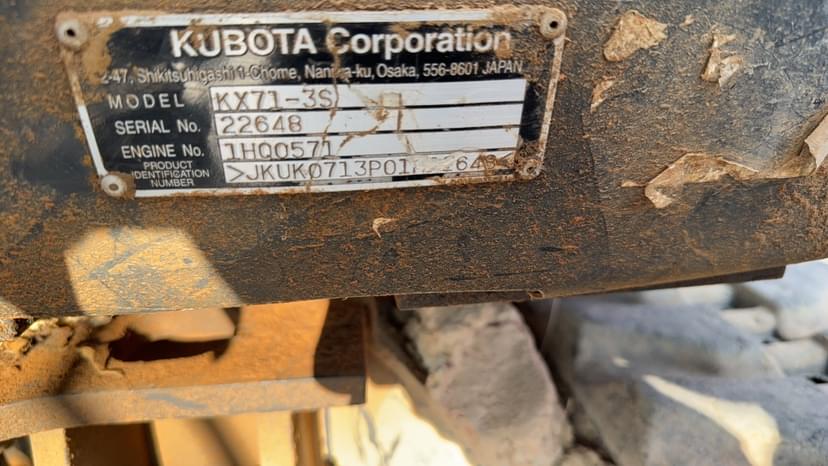 KUBOTA Corporation
2-47, Shikitsuhigashi 1-Chome, Naniwa-ku, Osaka, 556-8601 JAPAN
MODEL KX71-3S
SERIAL No. 22648
ENGINE No. 1HQ0571
PRODUCT IDENTIFICATION NUMBER